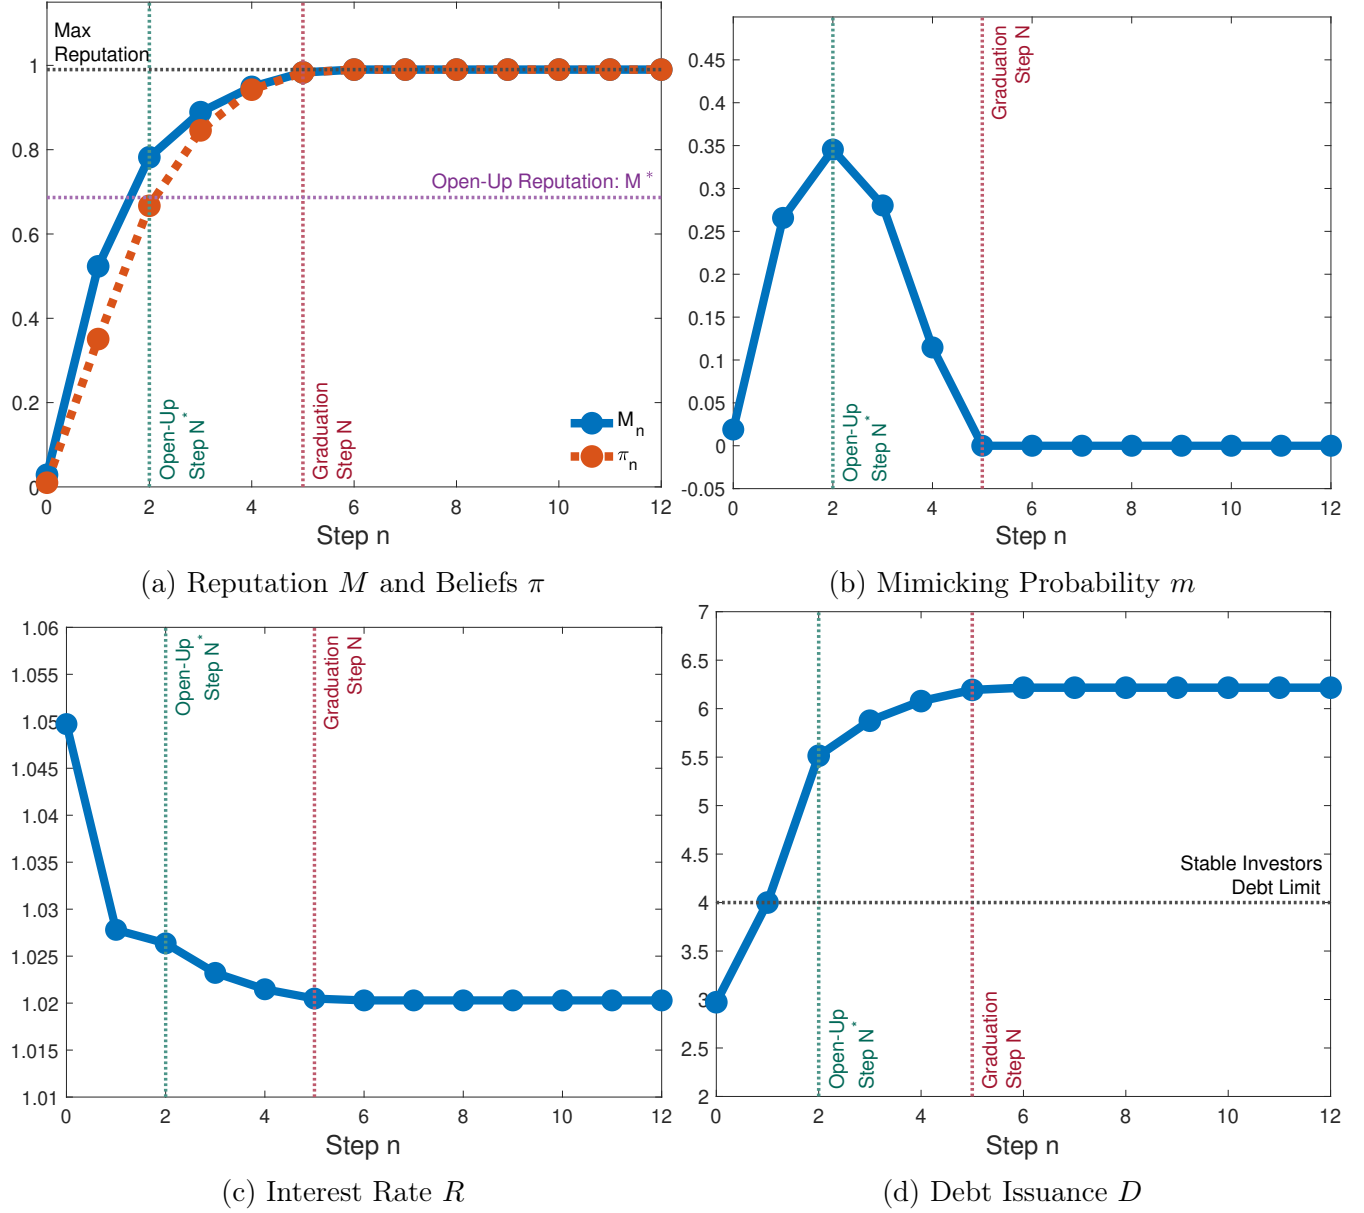 Max
Reputation
1
0.8
0.6
0.4
0.2
0
Open-Up Reputation: M*
Open-Up
Step N*
Graduation
Step N
M_n
π_n
0 2 4 6 8 10 12
Step n
(a) Reputation M and Beliefs π
0.45
0.4
0.35
0.3
0.25
0.2
0.15
0.1
0.05
0
-0.05
Graduation
Step N
Open-Up
Step N*
0 2 4 6 8 10 12
Step n
(b) Mimicking Probability m
1.06
1.055
1.05
1.045
1.04
1.035
1.03
1.025
1.02
1.015
1.01
Open-Up
Step N*
Graduation
Step N
0 2 4 6 8 10 12
Step n
(c) Interest Rate R
7
6.5
6
5.5
5
4.5
4
3.5
3
2.5
2
Stable Investors
Debt Limit
Open-Up
Step N*
Graduation
Step N
0 2 4 6 8 10 12
Step n
(d) Debt Issuance D